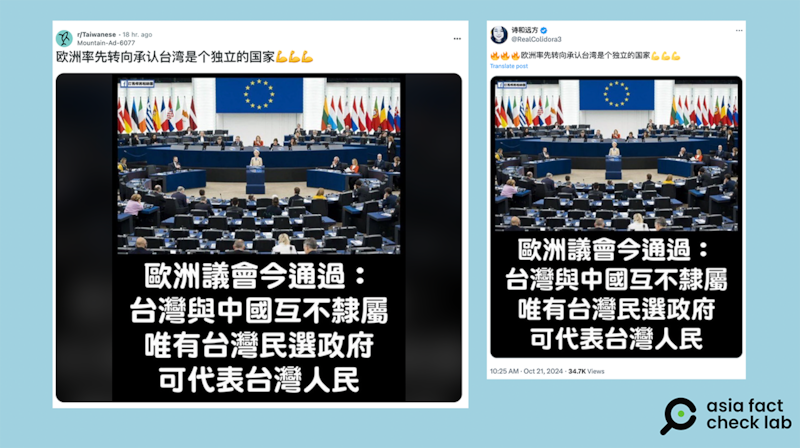 r/Taiwanese · 18 hr. ago
Mountain-Ad-6077
欧洲率先转向承认台湾是个独立的国家💪💪💪
歐洲議會今通過：
台灣與中國互不隸屬
唯有台灣民選政府
可代表台灣人民
诗和远方
@RealColidora3
🔥🔥🔥欧洲率先转向承认台湾是个独立的国家💪💪💪
Translate post
歐洲議會今通過：
台灣與中國互不隸屬
唯有台灣民選政府
可代表台灣人民
10:25 AM · Oct 21, 2024 · 34.7K Views
asia fact
check lab